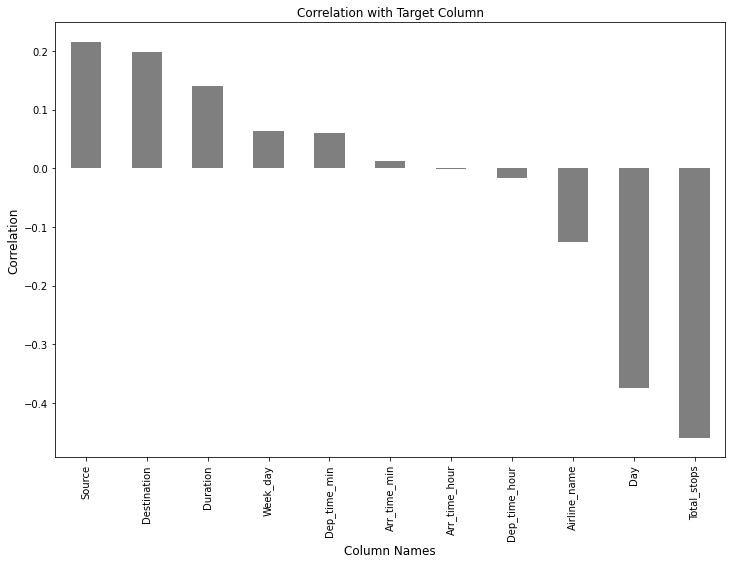 Correlation with Target Column
0.2
0.1
0.0
−0.1
−0.2
−0.3
−0.4
Correlation
Source
Destination
Duration
Week_day
Dep_time_min
Arr_time_min
Arr_time_hour
Dep_time_hour
Airline_name
Day
Total_stops
Column Names